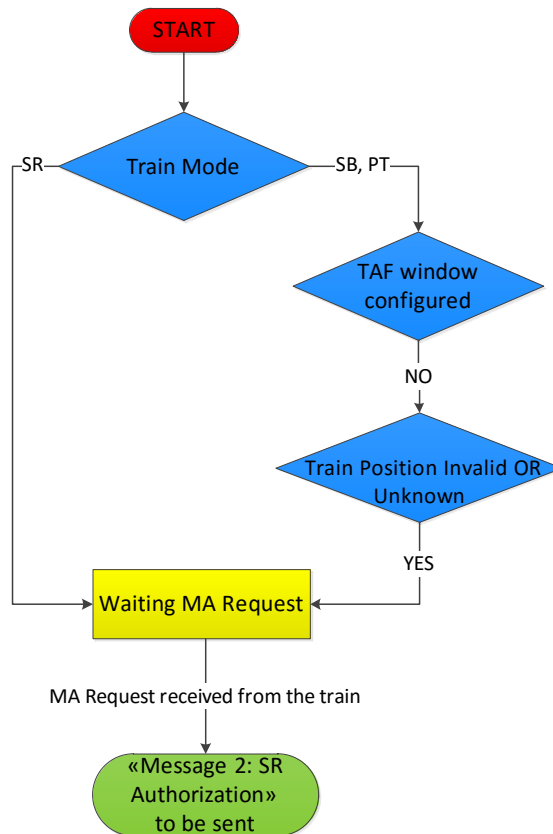 START
Train Mode
SR
SB, PT
TAF window
configured
NO
Train Position Invalid OR
Unknown
YES
Waiting MA Request
MA Request received from the train
«Message 2: SR
Authorization»
to be sent